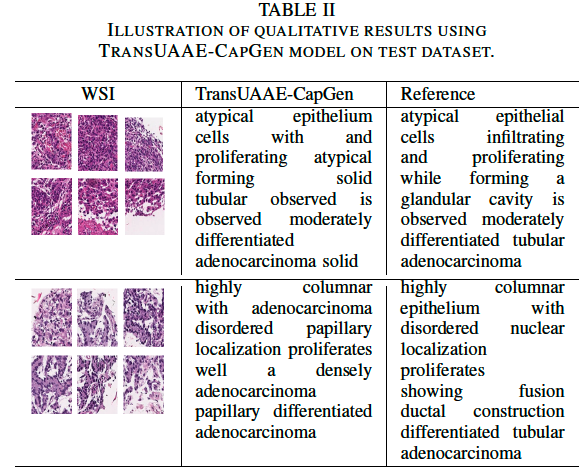 TABLE II
ILLUSTRATION OF QUALITATIVE RESULTS USING
TRANSUAAE-CAPGEN MODEL ON TEST DATASET.
WSI TransUAAE-CapGen Reference
atypical epithelium
cells with and
proliferating atypical
forming solid
tubular observed is
observed moderately
differentiated
adenocarcinoma solid
atypical epithelial
cells infiltrating
and proliferating
while forming a
glandular cavity is
observed moderately
differentiated tubular
adenocarcinoma
highly columnar
with adenocarcinoma
disordered papillary
localization proliferates
well a densely
adenocarcinoma
papillary differentiated
adenocarcinoma
highly columnar
epithelium with
disordered nuclear
localization
proliferates
showing fusion
ductal construction
differentiated tubular
adenocarcinoma